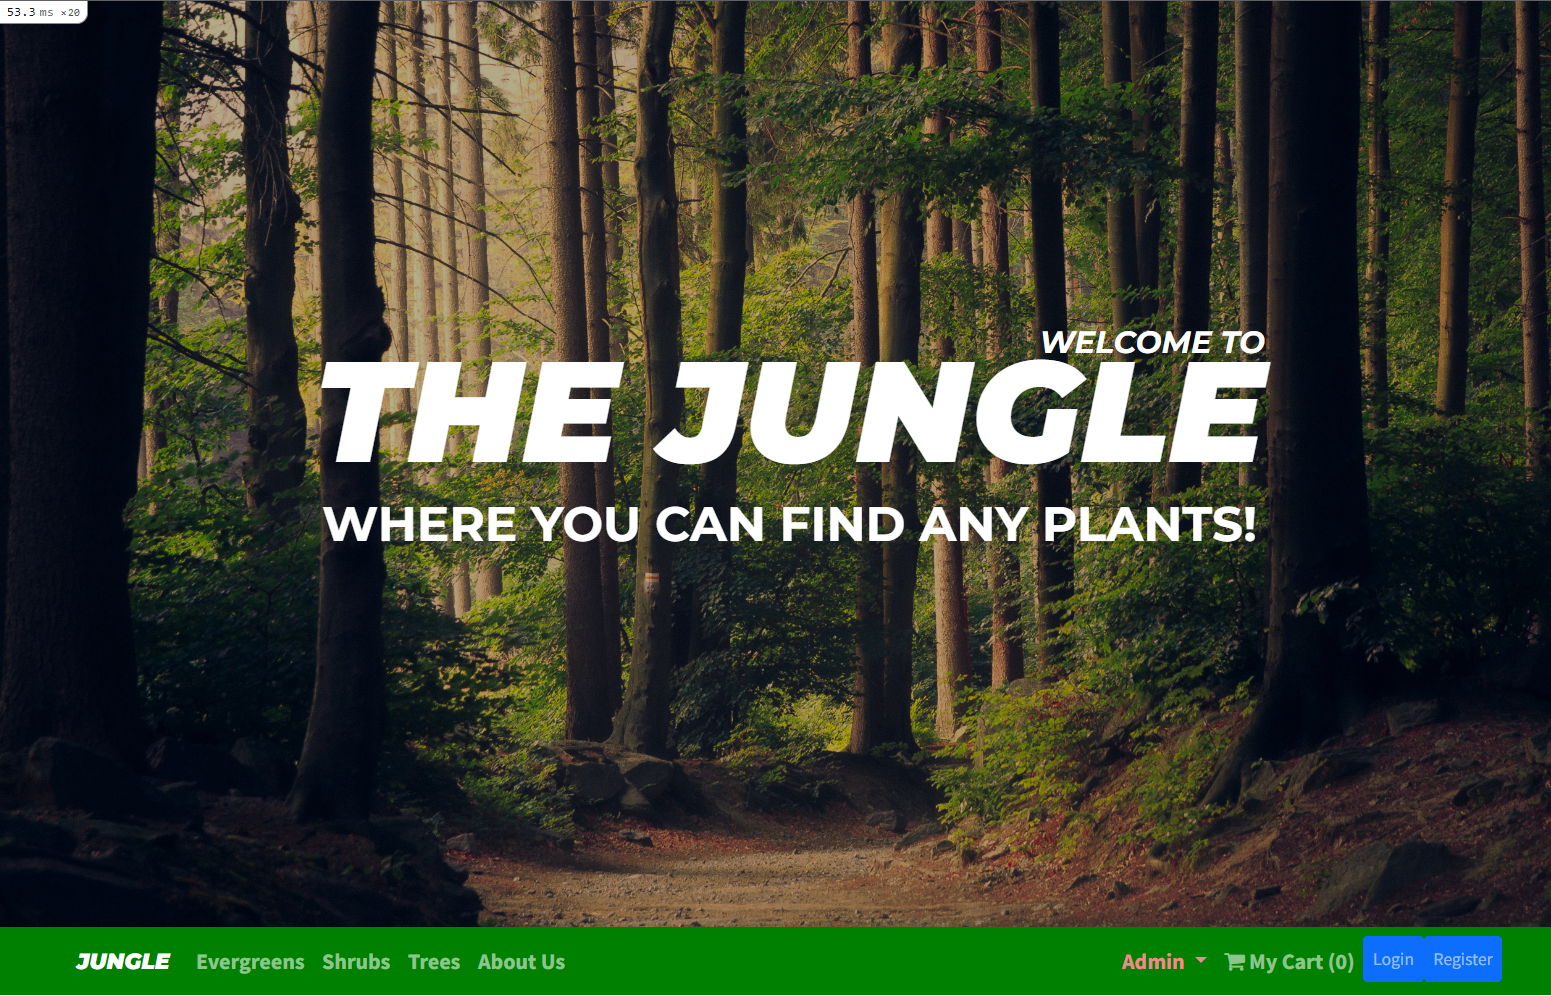 53.3 ms ×20
WELCOME TO
THE JUNGLE
WHERE YOU CAN FIND ANY PLANTS!
JUNGLE Evergreens Shrubs Trees About Us Admin My Cart (0) Login Register